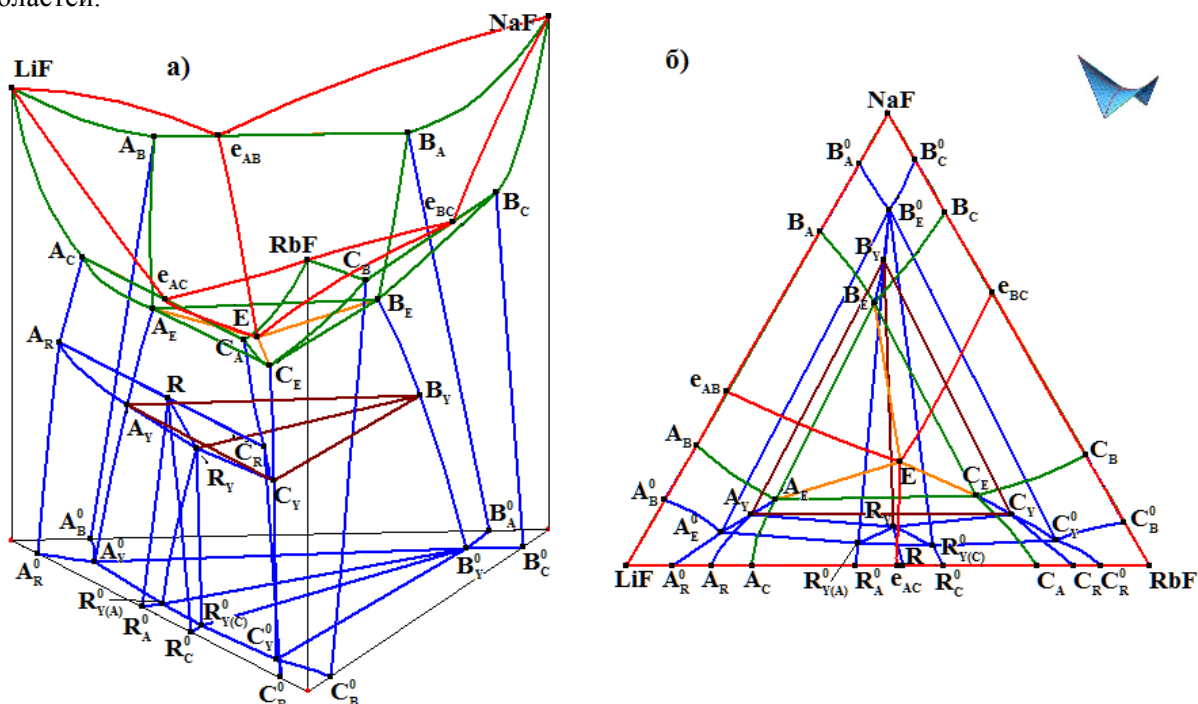 областей.
а)
NaF
LiF
A_B
e_AB
B_A
e_BC
B_C
RbF
C_B
A_C
e_AC
A_E
E
B_E
C_A
C_E
A_R
R
A_Y
B_Y
C_R
R_Y
C_Y
A_B^0
B_A^0
A_R^0
A_Y^0
B_Y^0
B_C^0
R_Y(A)^0
R_A^0
R_Y(C)^0
R_C^0
C_Y^0
C_R^0
C_B^0
б)
NaF
B_A^0
B_C^0
B_E^0
B_A
B_C
B_Y
B_E
e_BC
e_AB
A_B
C_B
E
A_E
C_E
A_B^0
A_Y
C_Y
R_Y
A_E^0
C_Y^0
C_B^0
R_Y(A)^0
R
R_Y(C)^0
LiF
A_R^0
A_R
A_C
R_A^0
e_AC
R_C^0
C_A
C_R
C_R^0
RbF